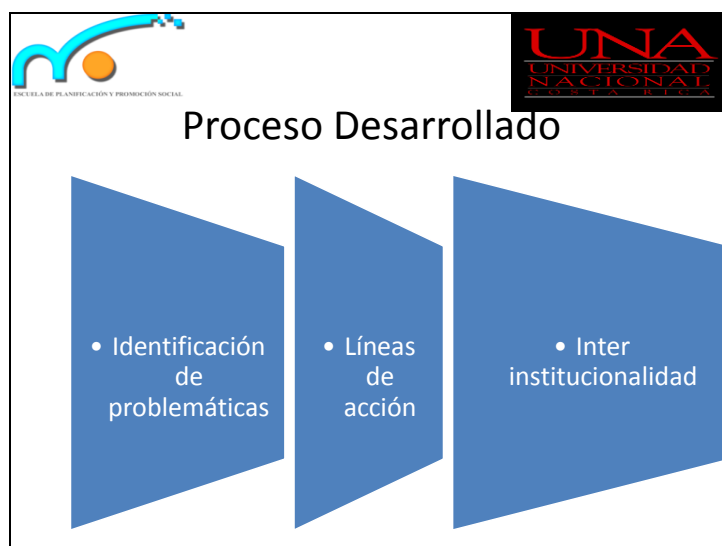 ESCUELA DE PLANIFICACIÓN Y PROMOCIÓN SOCIAL
UNA
UNIVERSIDAD
NACIONAL
COSTA RICA
Proceso Desarrollado
• Identificación
de
problemáticas
• Líneas
de
acción
• Inter
institucionalidad